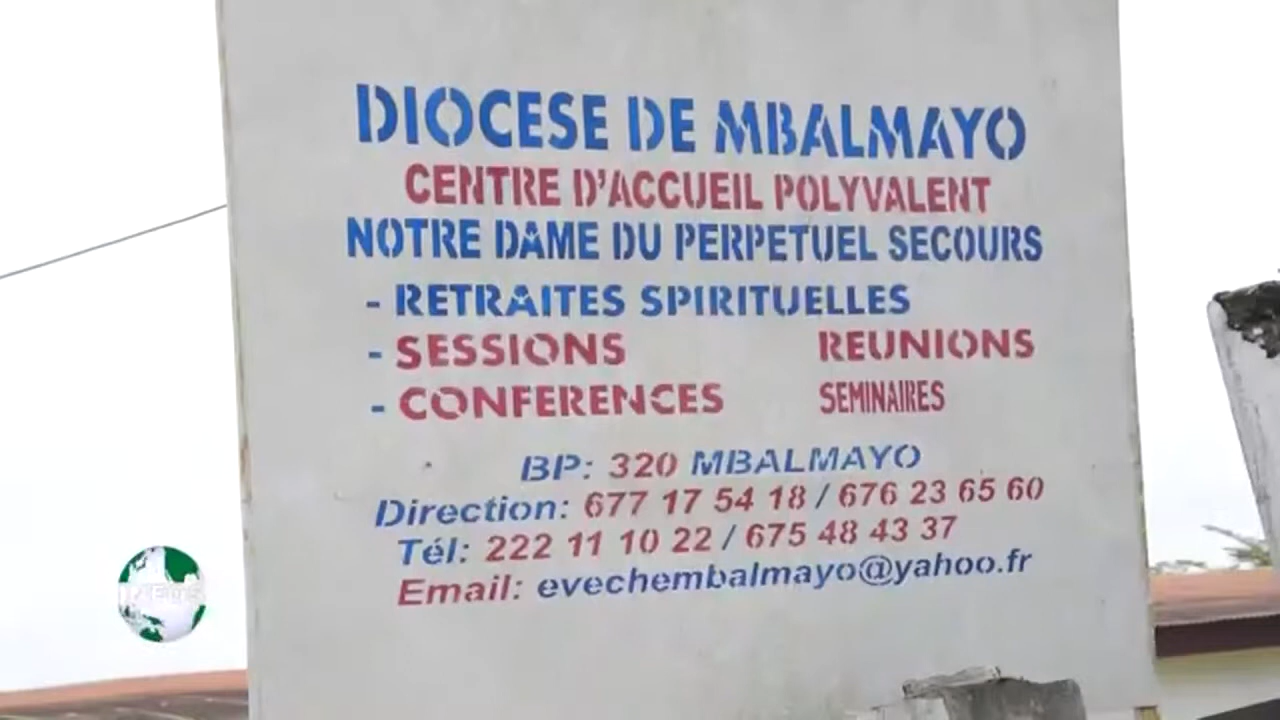 DIOCESE DE MBALMAYO
CENTRE D'ACCUEIL POLYVALENT
NOTRE DAME DU PERPETUEL SECOURS
- RETRAITES SPIRITUELLES
- SESSIONS REUNIONS
- CONFERENCES SEMINAIRES
BP: 320 MBALMAYO
Direction: 677 17 54 18 / 676 23 65 60
Tél: 222 11 10 22 / 675 48 43 37
Email: evechembalmayo@yahoo.fr